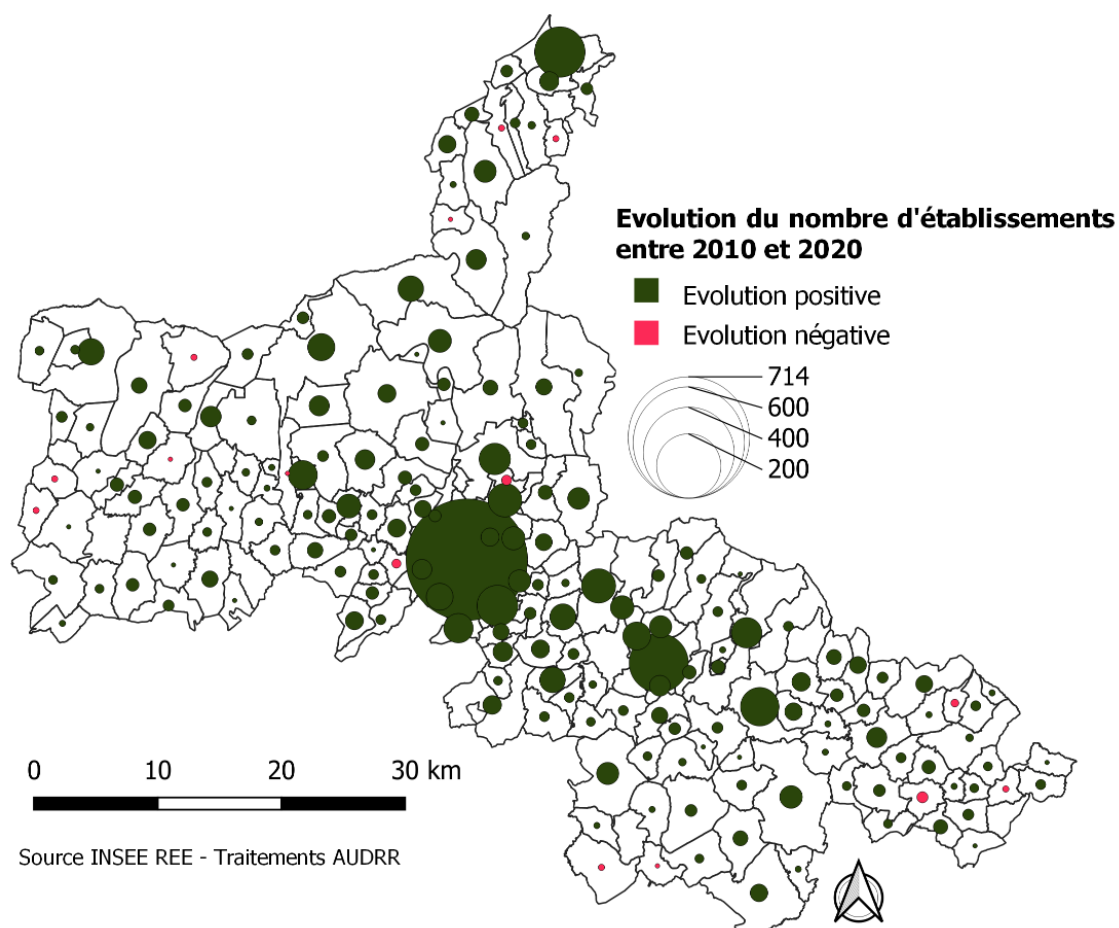 Evolution du nombre d'établissements
entre 2010 et 2020
Evolution positive
Evolution négative
714
600
400
200
0 10 20 30 km
Source INSEE REE - Traitements AUDRR